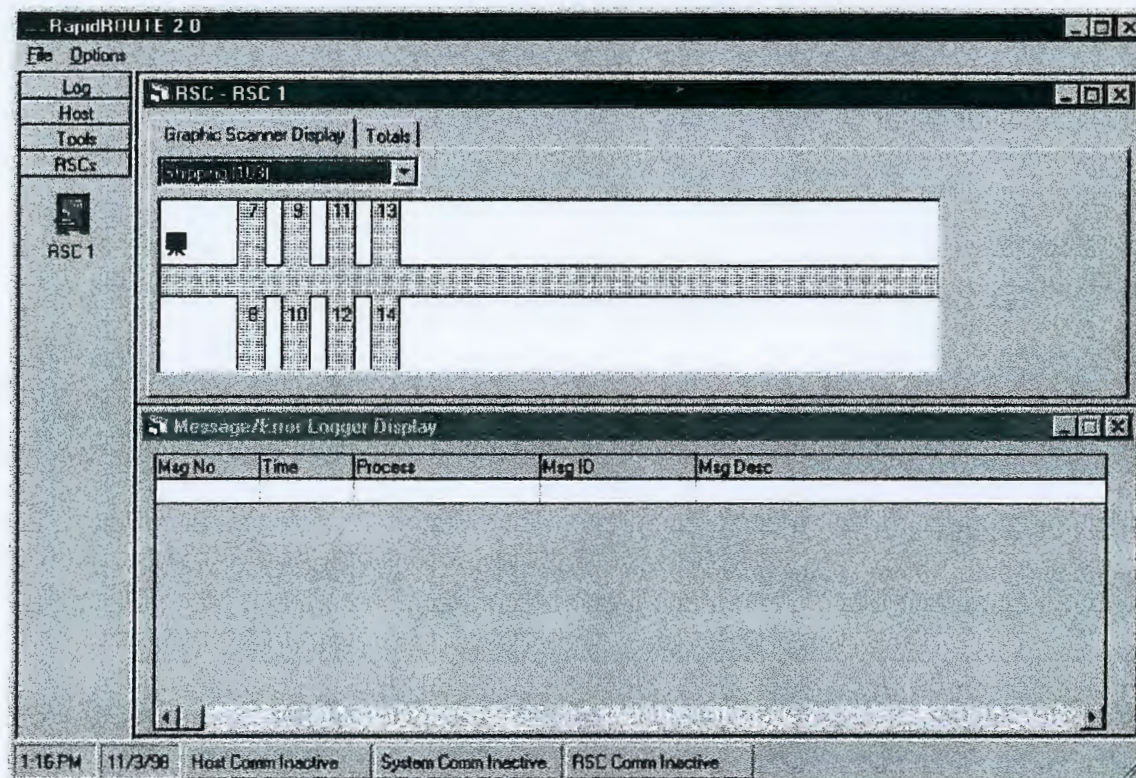 RapidROUTE 2.0
File Options
Log
Host
Tools
RSCs
RSC 1
RSC - RSC 1
Graphic Scanner Display Totals
Shipping
7 9 11 13
8 10 12 14
Message/Error Logger Display
Msg No Time Process Msg ID Msg Desc
1:16 PM 11/3/98 Host Comm Inactive System Comm Inactive RSC Comm Inactive